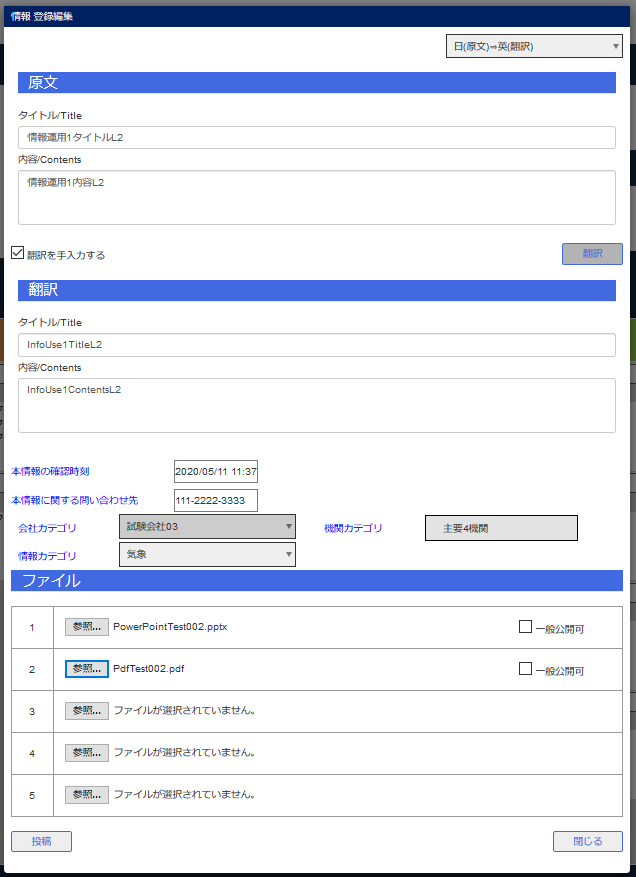 情報 登録編集
日(原文)⇒英(翻訳)
原文
タイトル/Title
情報運用1タイトルL2
内容/Contents
情報運用1内容L2
翻訳を手入力する
翻訳
翻訳
タイトル/Title
InfoUse1TitleL2
内容/Contents
InfoUse1ContentsL2
本情報の確認時刻
2020/05/11 11:37
本情報に関する問い合わせ先
111-2222-3333
会社カテゴリ
試験会社03
機関カテゴリ
主要4機関
情報カテゴリ
気象
ファイル
1 参照... PowerPointTest002.pptx 一般公開可
2 参照... PdfTest002.pdf 一般公開可
3 参照... ファイルが選択されていません。
4 参照... ファイルが選択されていません。
5 参照... ファイルが選択されていません。
投稿
閉じる